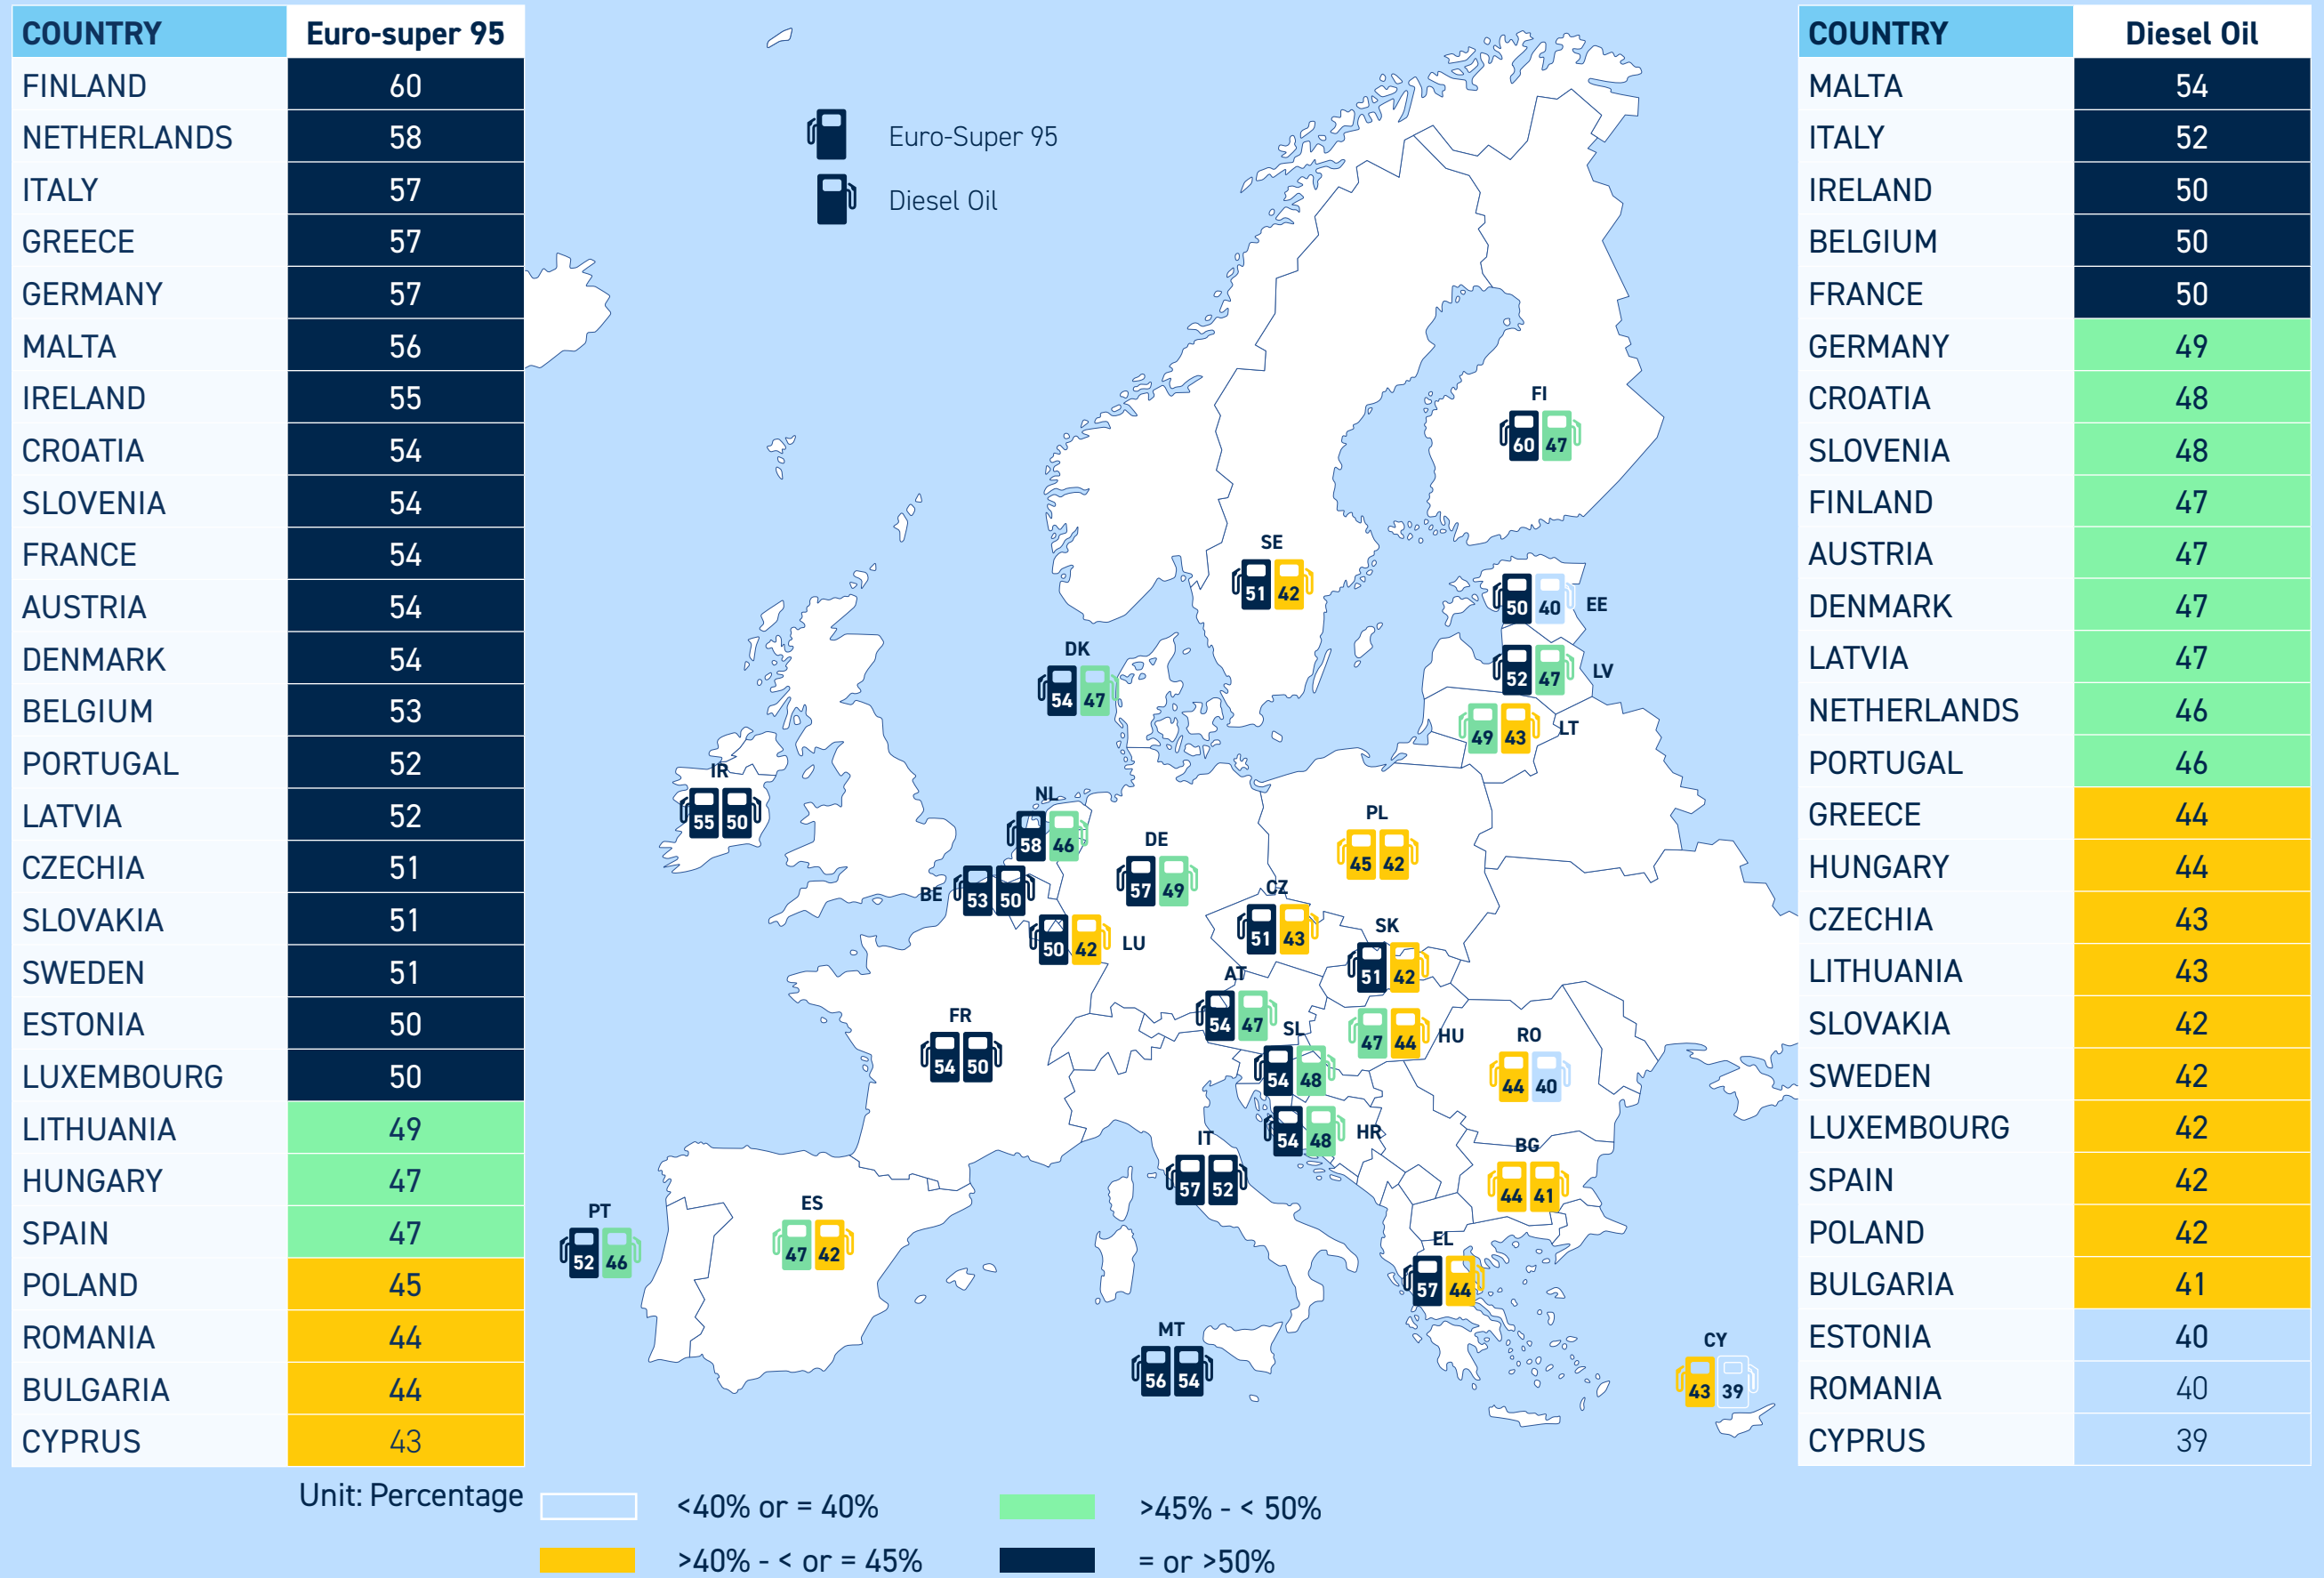 COUNTRY Euro-super 95
FINLAND 60
NETHERLANDS 58
ITALY 57
GREECE 57
GERMANY 57
MALTA 56
IRELAND 55
CROATIA 54
SLOVENIA 54
FRANCE 54
AUSTRIA 54
DENMARK 54
BELGIUM 53
PORTUGAL 52
LATVIA 52
CZECHIA 51
SLOVAKIA 51
SWEDEN 51
ESTONIA 50
LUXEMBOURG 50
LITHUANIA 49
HUNGARY 47
SPAIN 47
POLAND 45
ROMANIA 44
BULGARIA 44
CYPRUS 43
Unit: Percentage
Euro-Super 95
Diesel Oil
FI
60 47
SE
51 42
50 40 EE
DK
54 47
52 47 LV
49 43 LT
IR
55 50
NL
58 46
DE
57 49
PL
45 42
BE 53 50
CZ
51 43
50 42 LU
SK
51 42
AT
54 47
FR
54 50
47 44 HU
SL
54 48
RO
44 40
54 48 HR
IT
57 52
BG
44 41
PT
52 46
ES
47 42
EL
57 44
MT
56 54
CY
43 39
<40% or = 40%
>45% - < 50%
>40% - < or = 45%
= or >50%
COUNTRY Diesel Oil
MALTA 54
ITALY 52
IRELAND 50
BELGIUM 50
FRANCE 50
GERMANY 49
CROATIA 48
SLOVENIA 48
FINLAND 47
AUSTRIA 47
DENMARK 47
LATVIA 47
NETHERLANDS 46
PORTUGAL 46
GREECE 44
HUNGARY 44
CZECHIA 43
LITHUANIA 43
SLOVAKIA 42
SWEDEN 42
LUXEMBOURG 42
SPAIN 42
POLAND 42
BULGARIA 41
ESTONIA 40
ROMANIA 40
CYPRUS 39